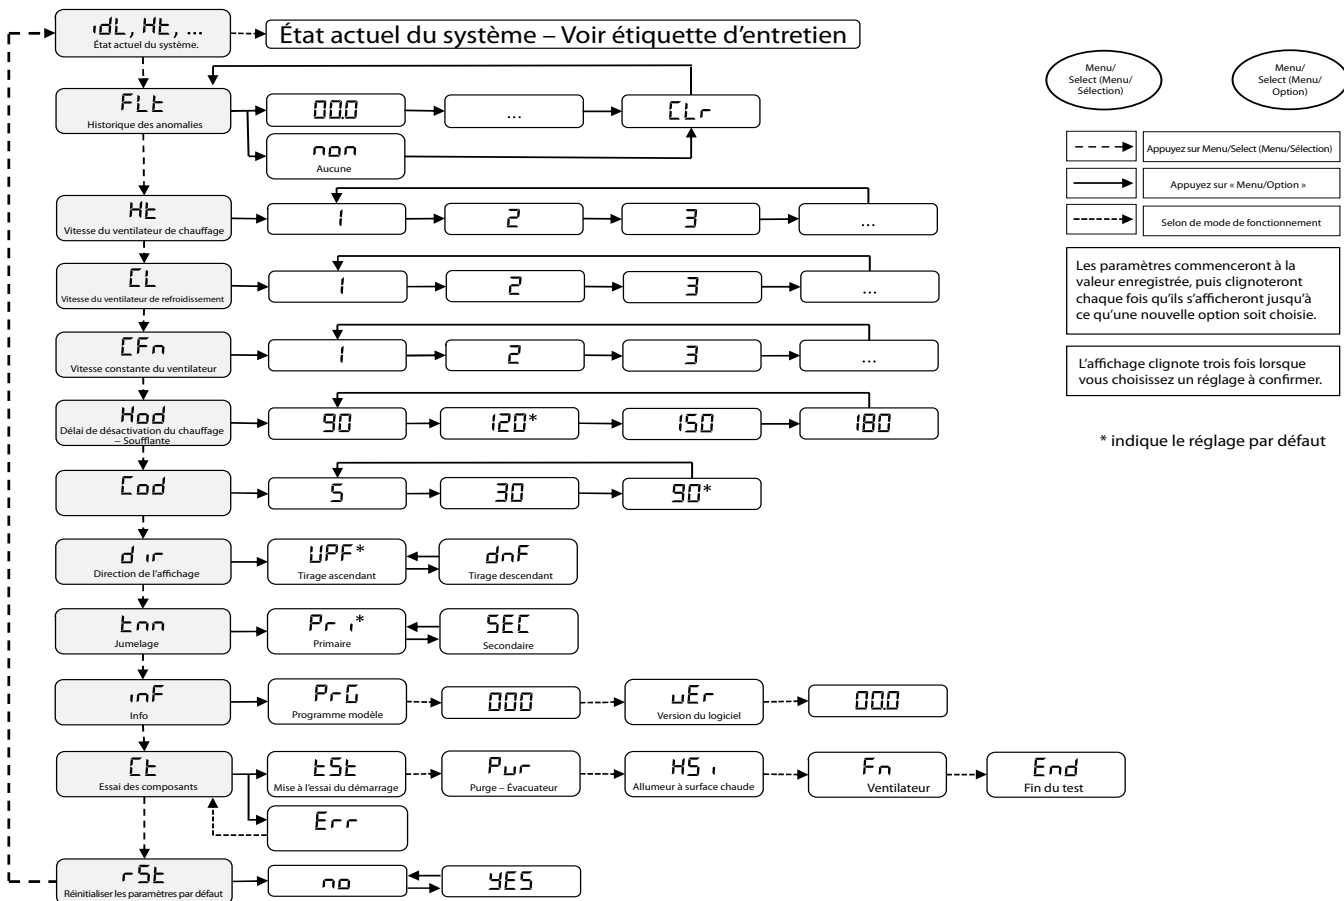 idL, Ht, ...
État actuel du système.
État actuel du système – Voir étiquette d'entretien
FLt
Historique des anomalies
00.0
...
CLr
non
Aucune
Ht
Vitesse du ventilateur de chauffage
1
2
3
...
CL
Vitesse du ventilateur de refroidissement
1
2
3
...
CFn
Vitesse constante du ventilateur
1
2
3
...
Hod
Délai de désactivation du chauffage
– Soufflante
90
120*
150
180
Cod
5
30
90*
dir
Direction de l'affichage
UPF*
Tirage ascendant
dnF
Tirage descendant
tnn
Jumelage
Pri*
Primaire
SEC
Secondaire
inF
Info
PrG
Programme modèle
000
uEr
Version du logiciel
00.0
Ct
Essai des composants
tSt
Mise à l'essai du démarrage
Pur
Purge – Évacuateur
HSi
Allumeur à surface chaude
Fn
Ventilateur
End
Fin du test
Err
rSt
Réinitialiser les paramètres par défaut
no
YES
Menu/
Select (Menu/
Sélection)
Menu/
Select (Menu/
Option)
Appuyez sur Menu/Select (Menu/Sélection)
Appuyez sur « Menu/Option »
Selon de mode de fonctionnement
Les paramètres commenceront à la
valeur enregistrée, puis clignoteront
chaque fois qu'ils s'afficheront jusqu'à
ce qu'une nouvelle option soit choisie.
L'affichage clignote trois fois lorsque
vous choisissez un réglage à confirmer.
* indique le réglage par défaut